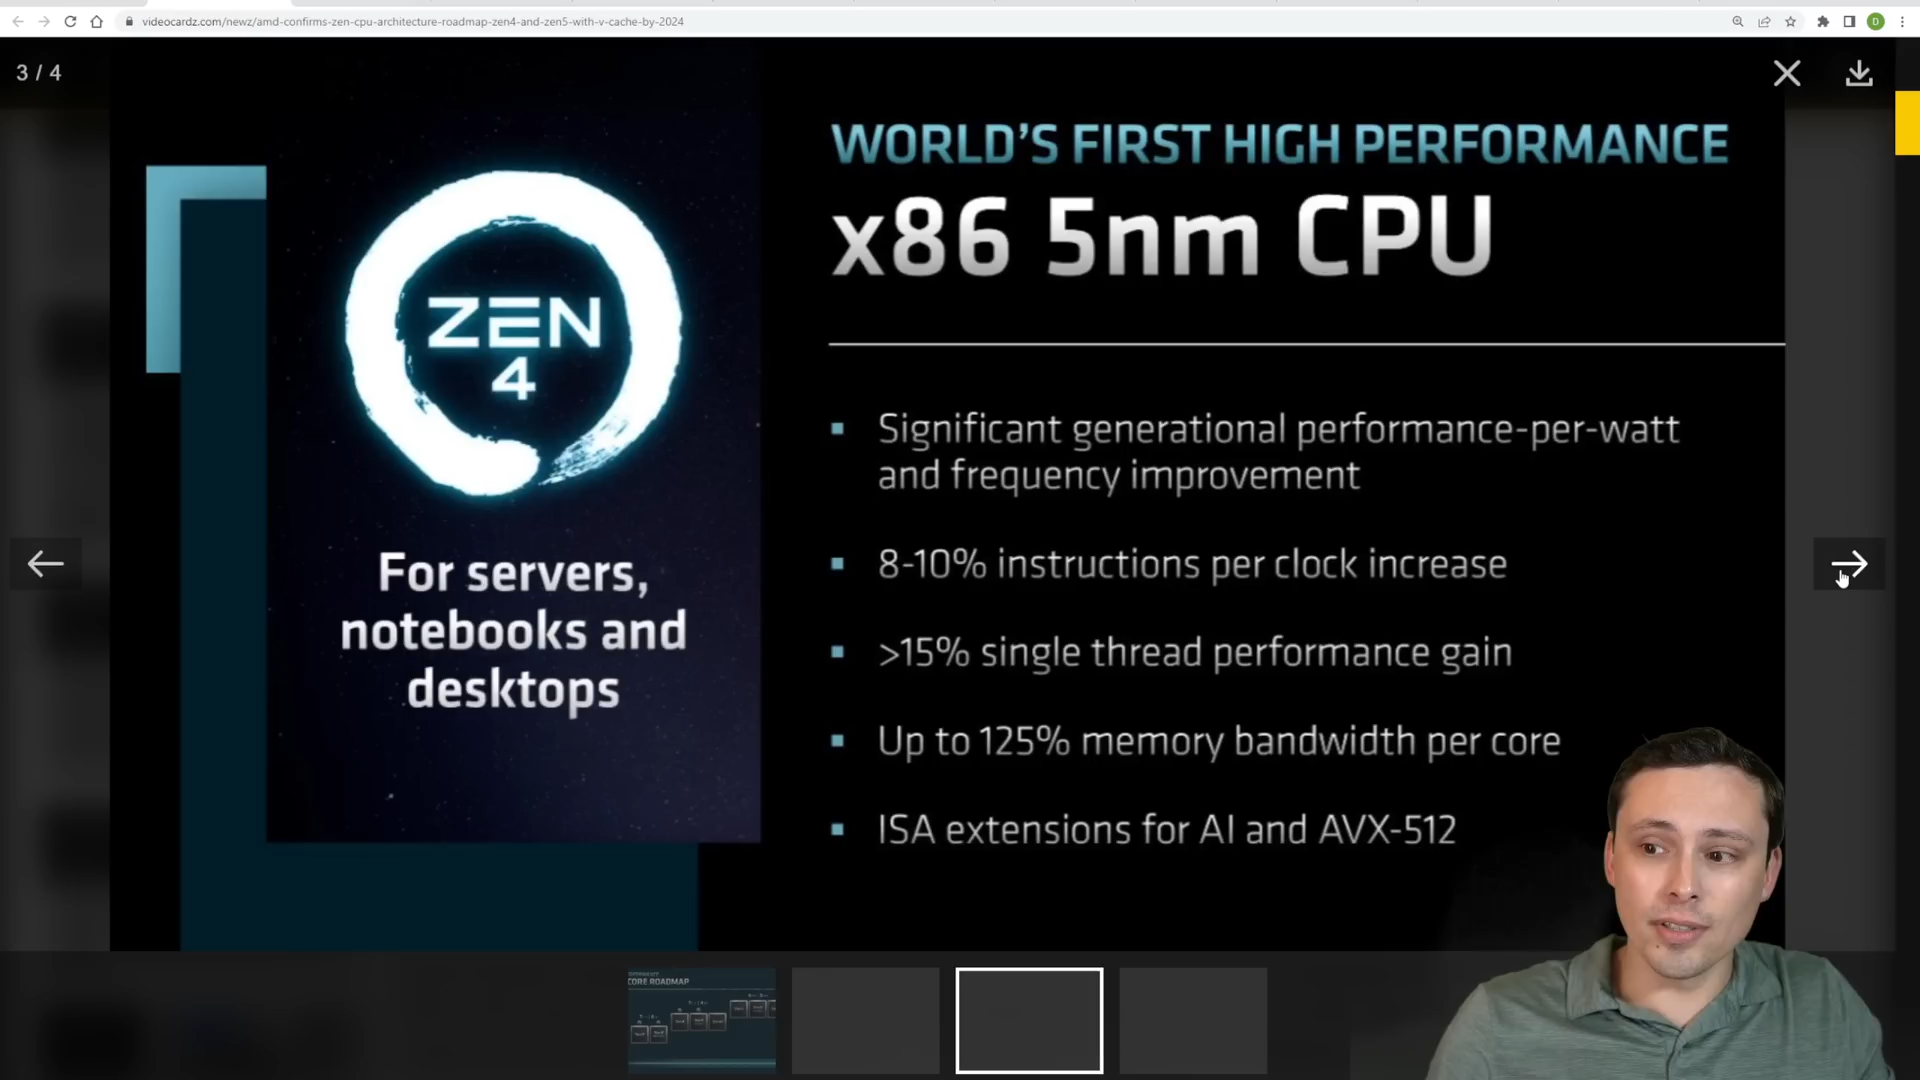 videocardz.com/newz/amd-confirms-zen-cpu-architecture-roadmap-zen4-and-zen5-with-v-cache-by-2024
D
3 / 4
WORLD'S FIRST HIGH PERFORMANCE
x86 5nm CPU
ZEN
4
For servers,
notebooks and
desktops
▪ Significant generational performance-per-watt
and frequency improvement
▪ 8-10% instructions per clock increase
▪ >15% single thread performance gain
▪ Up to 125% memory bandwidth per core
▪ ISA extensions for AI and AVX-512
CORE ROADMAP